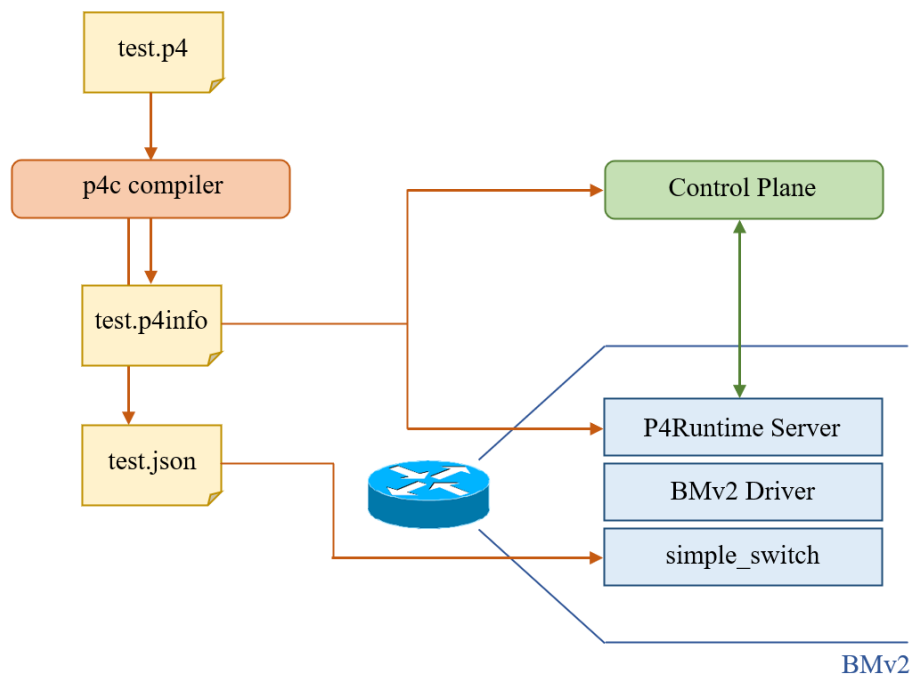 test.p4
p4c compiler
Control Plane
test.p4info
P4Runtime Server
test.json
BMv2 Driver
simple_switch
BMv2